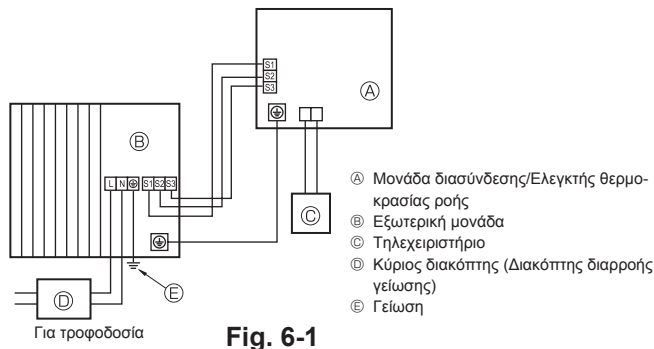 S1
S2
S3
Ⓐ
Ⓑ
L N S1 S2 S3
Ⓒ
Ⓓ
Ⓔ
Για τροφοδοσία
Ⓐ Μονάδα διασύνδεσης/Ελεγκτής θερμο-
κρασίας ροής
Ⓑ Εξωτερική μονάδα
Ⓒ Τηλεχειριστήριο
Ⓓ Κύριος διακόπτης (Διακόπτης διαρροής
γείωσης)
Ⓔ Γείωση
Fig. 6-1